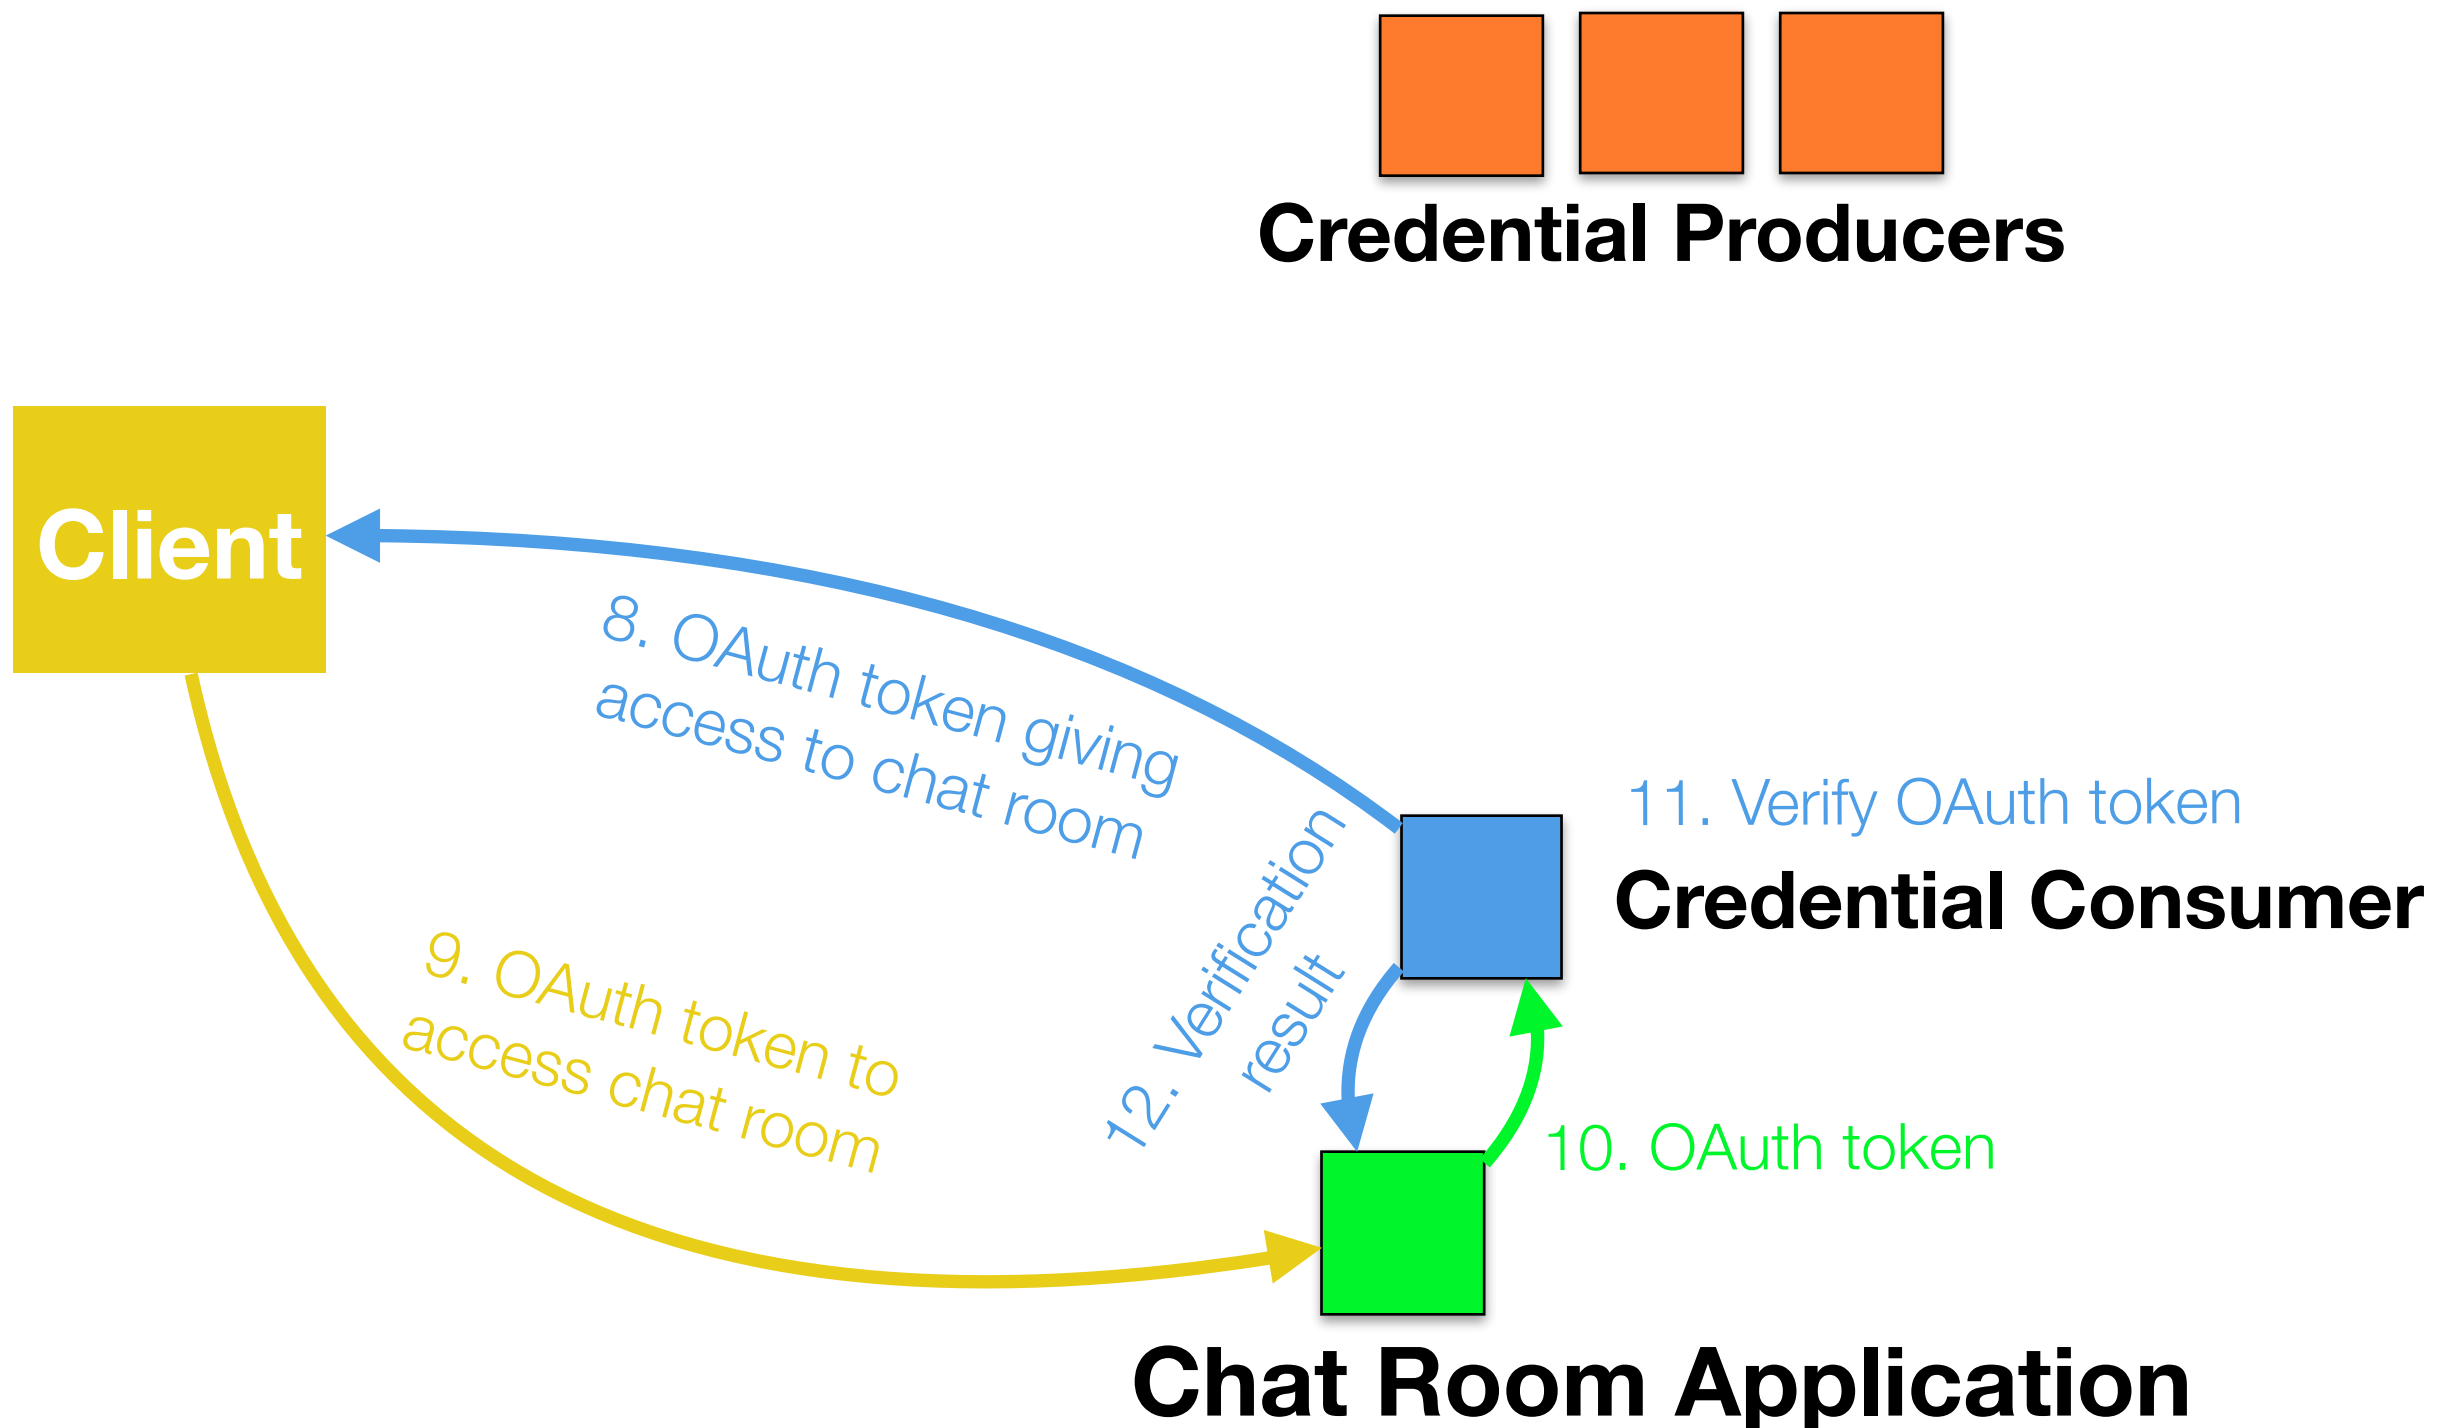 Credential Producers
Client
8. OAuth token giving
access to chat room
11. Verify OAuth token
Credential Consumer
12. Verification
result
9. OAuth token to
access chat room
10. OAuth token
Chat Room Application